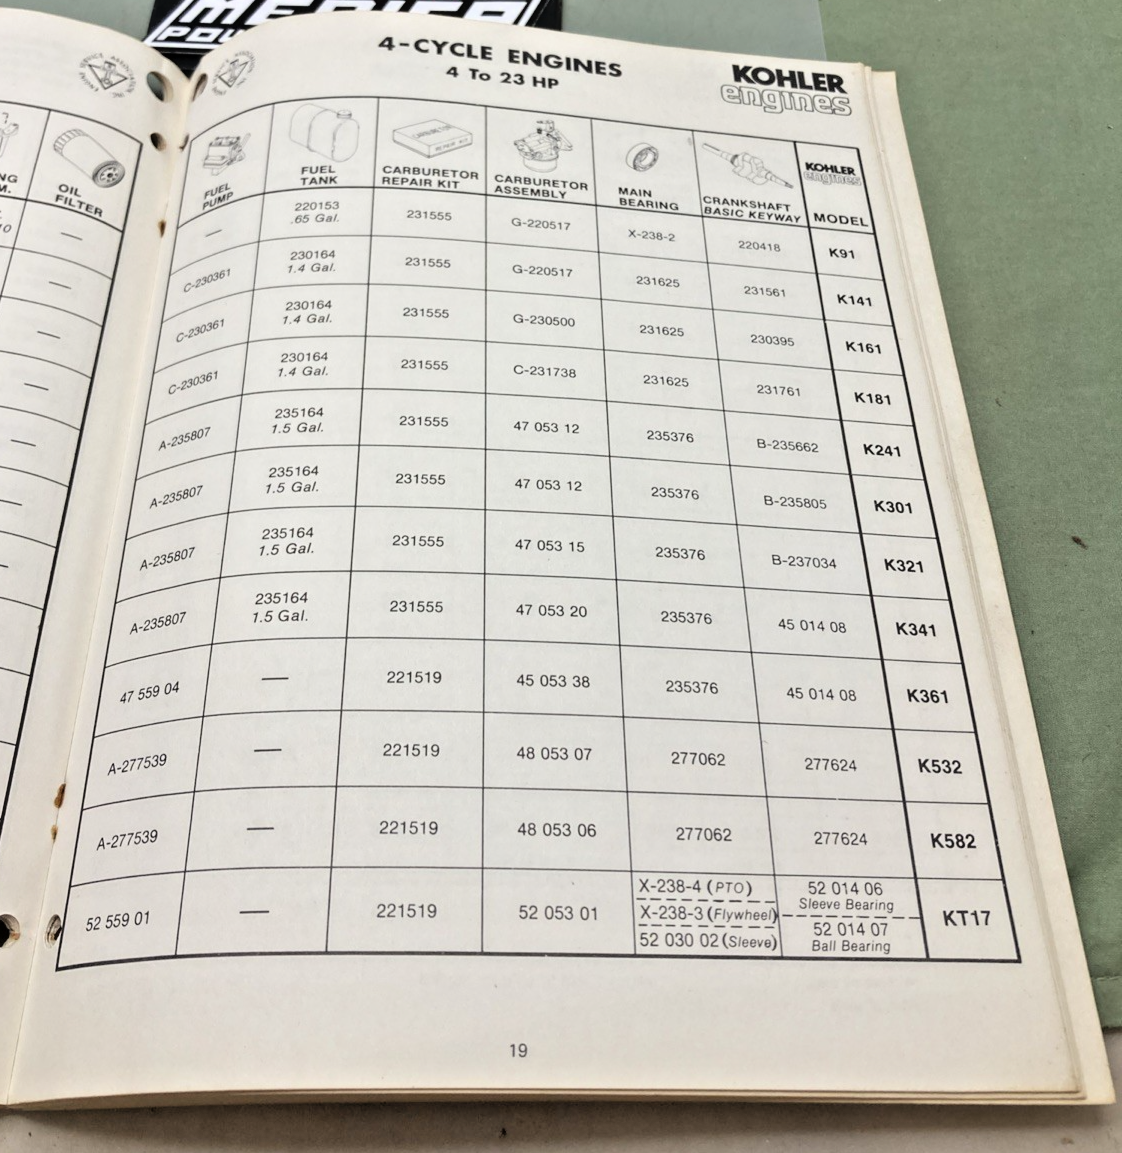 MERICA
POW
4-CYCLE ENGINES
4 To 23 HP
KOHLER
engines
NG
M.
OIL
FILTER
FUEL
PUMP
FUEL
TANK
CARBURETOR
REPAIR KIT
CARBURETOR
REPAIR KIT
CARBURETOR
ASSEMBLY
MAIN
BEARING
CRANKSHAFT
BASIC KEYWAY
KOHLER
engines
MODEL
— — 220153 .65 Gal. 231555 G-220517 X-238-2 220418 K91
— C-230361 230164 1.4 Gal. 231555 G-220517 231625 231561 K141
— C-230361 230164 1.4 Gal. 231555 G-230500 231625 230395 K161
— C-230361 230164 1.4 Gal. 231555 C-231738 231625 231761 K181
— A-235807 235164 1.5 Gal. 231555 47 053 12 235376 B-235662 K241
— A-235807 235164 1.5 Gal. 231555 47 053 12 235376 B-235805 K301
— A-235807 235164 1.5 Gal. 231555 47 053 15 235376 B-237034 K321
A-235807 235164 1.5 Gal. 231555 47 053 20 235376 45 014 08 K341
47 559 04 — 221519 45 053 38 235376 45 014 08 K361
A-277539 — 221519 48 053 07 277062 277624 K532
A-277539 — 221519 48 053 06 277062 277624 K582
52 559 01 — 221519 52 053 01
X-238-4 (PTO)
X-238-3 (Flywheel)
52 030 02 (Sleeve)
52 014 06
Sleeve Bearing
52 014 07
Ball Bearing
KT17
19